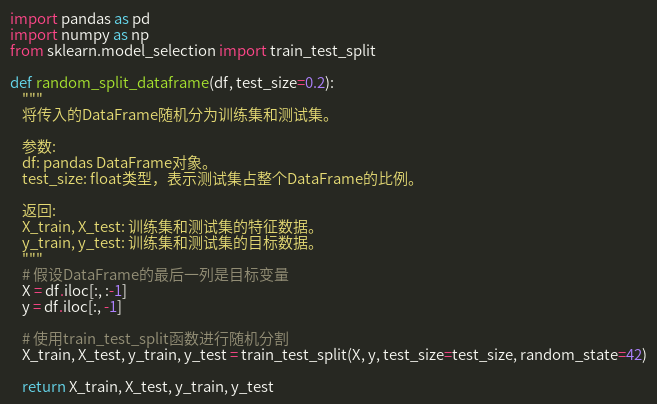 import pandas as pd
import numpy as np
from sklearn.model_selection import train_test_split
def random_split_dataframe(df, test_size=0.2):
"""
将传入的DataFrame随机分为训练集和测试集。
参数:
df: pandas DataFrame对象。
test_size: float类型，表示测试集占整个DataFrame的比例。
返回:
X_train, X_test: 训练集和测试集的特征数据。
y_train, y_test: 训练集和测试集的目标数据。
"""
# 假设DataFrame的最后一列是目标变量
X = df.iloc[:, :-1]
y = df.iloc[:, -1]
# 使用train_test_split函数进行随机分割
X_train, X_test, y_train, y_test = train_test_split(X, y, test_size=test_size, random_state=42)
return X_train, X_test, y_train, y_test